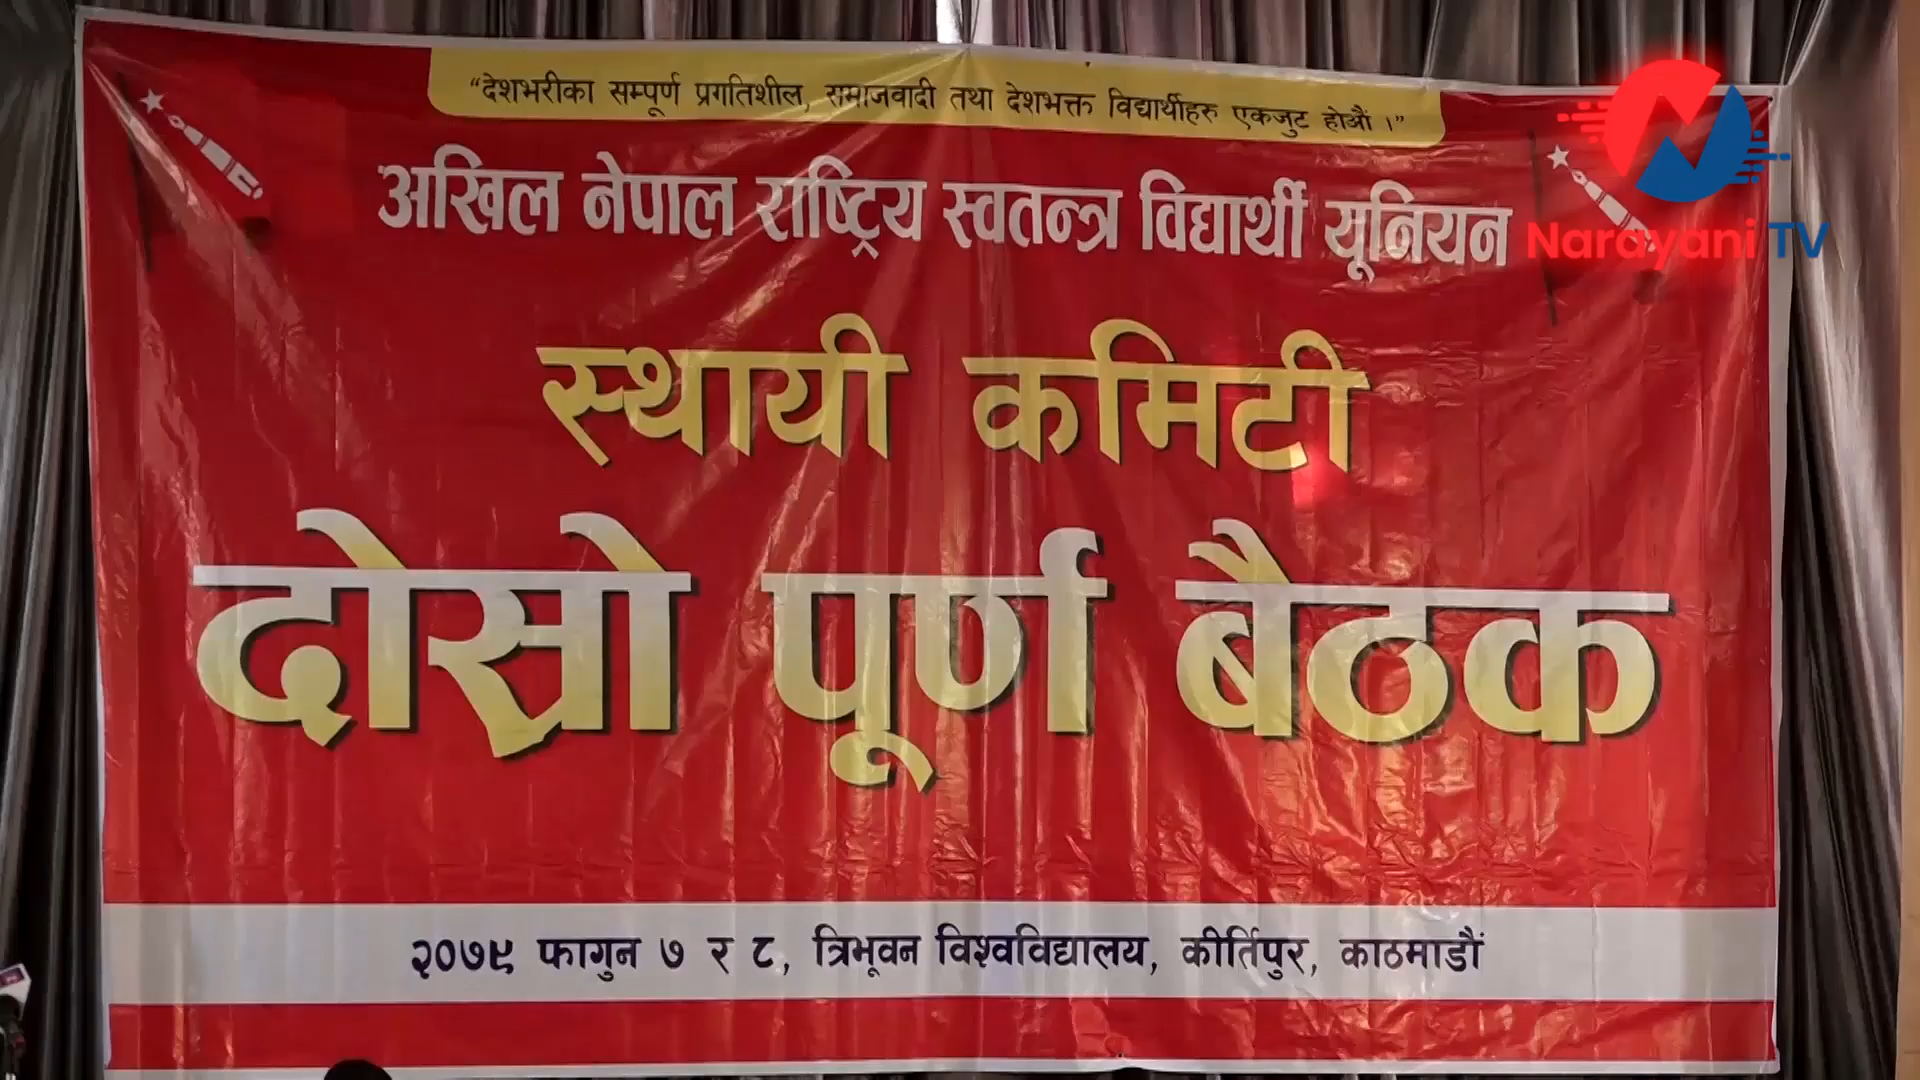 “देशभरीका सम्पूर्ण प्रगतिशील, समाजवादी तथा देशभक्त विद्यार्थीहरु एकजुट होऔं ।”
अखिल नेपाल राष्ट्रिय स्वतन्त्र विद्यार्थी यूनियन
Narayani TV
स्थायी कमिटी
दोस्रो पूर्ण बैठक
२०७९ फागुन ७ र ८, त्रिभूवन विश्वविद्यालय, कीर्तिपुर, काठमाडौं